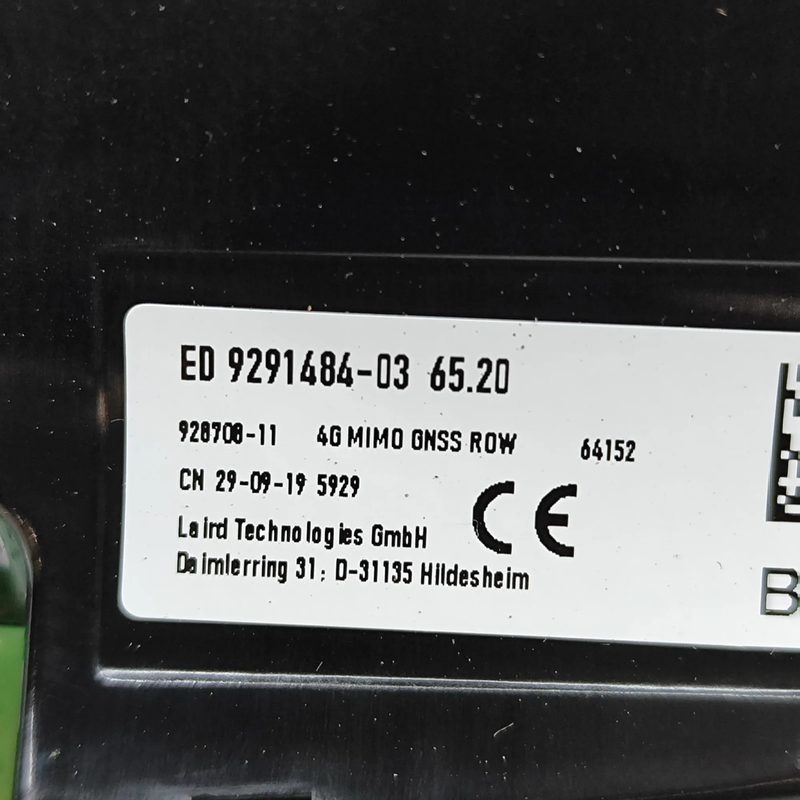 ED 9291484-03 65.20
928708-11 4G MIMO GNSS ROW 64152
CN 29-09-19 5929
CE
Laird Technologies GmbH
Daimlerring 31; D-31135 Hildesheim